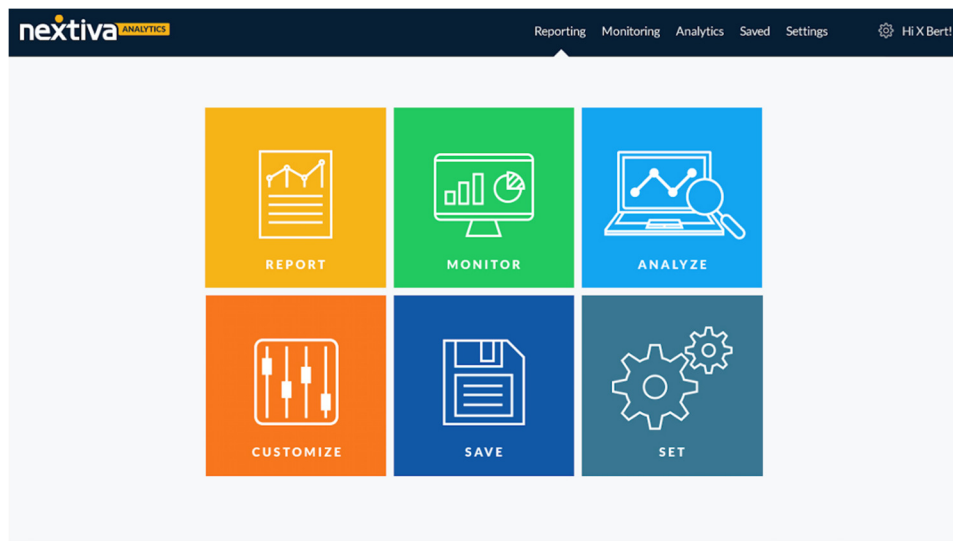 nextiva ANALYTICS
Reporting Monitoring Analytics Saved Settings Hi X Bert!
REPORT
MONITOR
ANALYZE
CUSTOMIZE
SAVE
SET